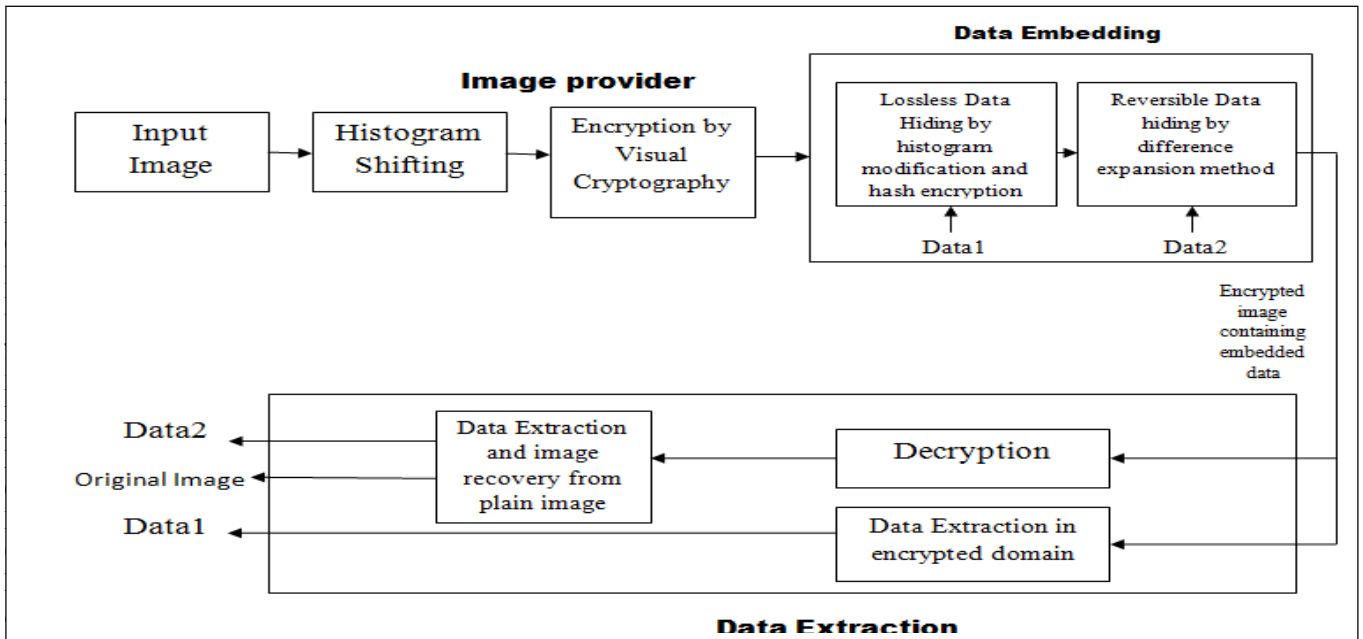 Data Embedding
Image provider
Input
Image
Histogram
Shifting
Encryption by
Visual
Cryptography
Lossless Data
Hiding by
histogram
modification and
hash encryption
Reversible Data
hiding by
difference
expansion method
Data1
Data2
Encrypted
image
containing
embedded
data
Data2
Original Image
Data1
Data Extraction
and image
recovery from
plain image
Decryption
Data Extraction in
encrypted domain
Data Extraction